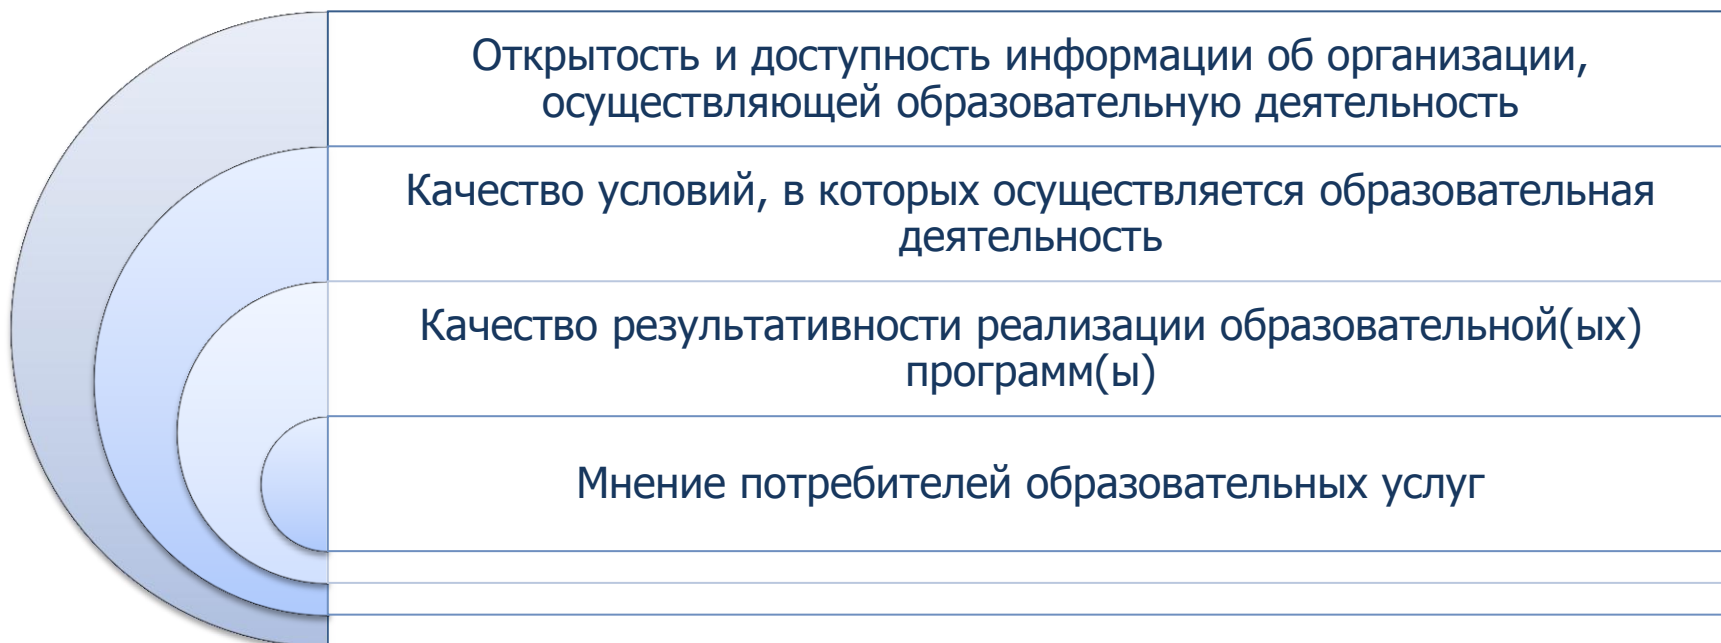 Открытость и доступность информации об организации,
осуществляющей образовательную деятельность
Качество условий, в которых осуществляется образовательная
деятельность
Качество результативности реализации образовательной(ых)
программ(ы)
Мнение потребителей образовательных услуг